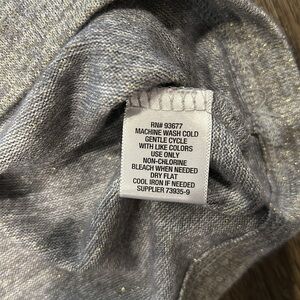 RN# 93677
MACHINE WASH COLD
GENTLE CYCLE
WITH LIKE COLORS
USE ONLY
NON-CHLORINE
BLEACH WHEN NEEDED
DRY FLAT
COOL IRON IF NEEDED
SUPPLIER 73935-9